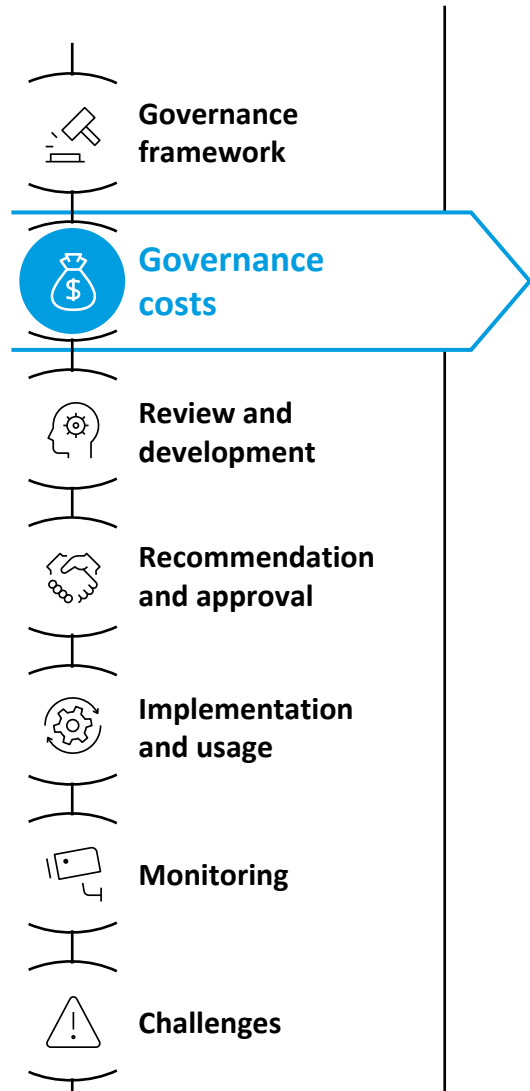 Governance
framework
$
Governance
costs
Review and
development
Recommendation
and approval
Implementation
and usage
Monitoring
Challenges